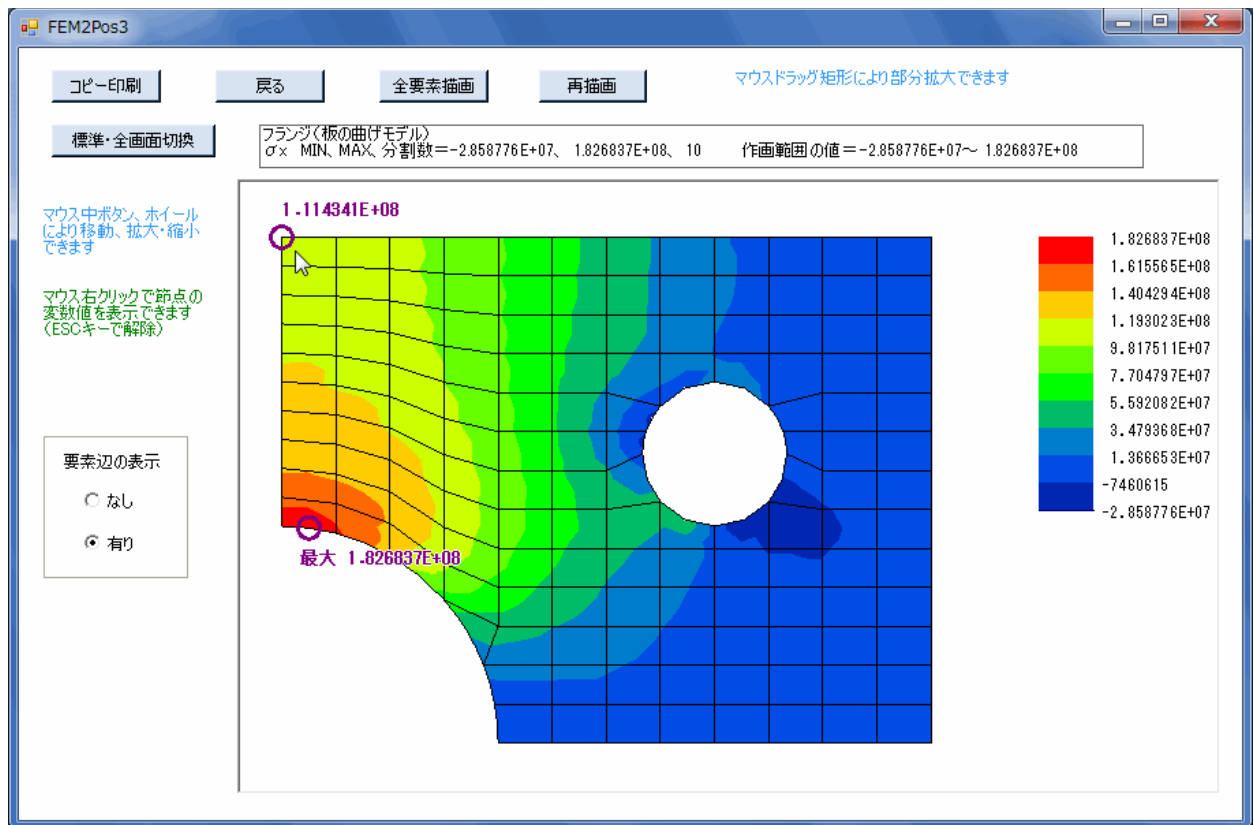 FEM2Pos3
コピー印刷
戻る
全要素描画
再描画
マウスドラッグ矩形により部分拡大できます
標準・全画面切換
フランジ(板の曲げモデル)
σx MIN、MAX、分割数=-2.858776E+07、 1.826837E+08、 10 作画範囲の値=-2.858776E+07~ 1.826837E+08
マウス中ボタン、ホイール
により移動、拡大・縮小
できます
マウス右クリックで節点の
変数値を表示できます
(ESCキーで解除)
要素辺の表示
なし
有り
1.114341E+08
最大 1.826837E+08
1.826837E+08
1.615565E+08
1.404294E+08
1.193023E+08
9.817511E+07
7.704797E+07
5.592082E+07
3.479368E+07
1.366653E+07
-7460615
-2.858776E+07